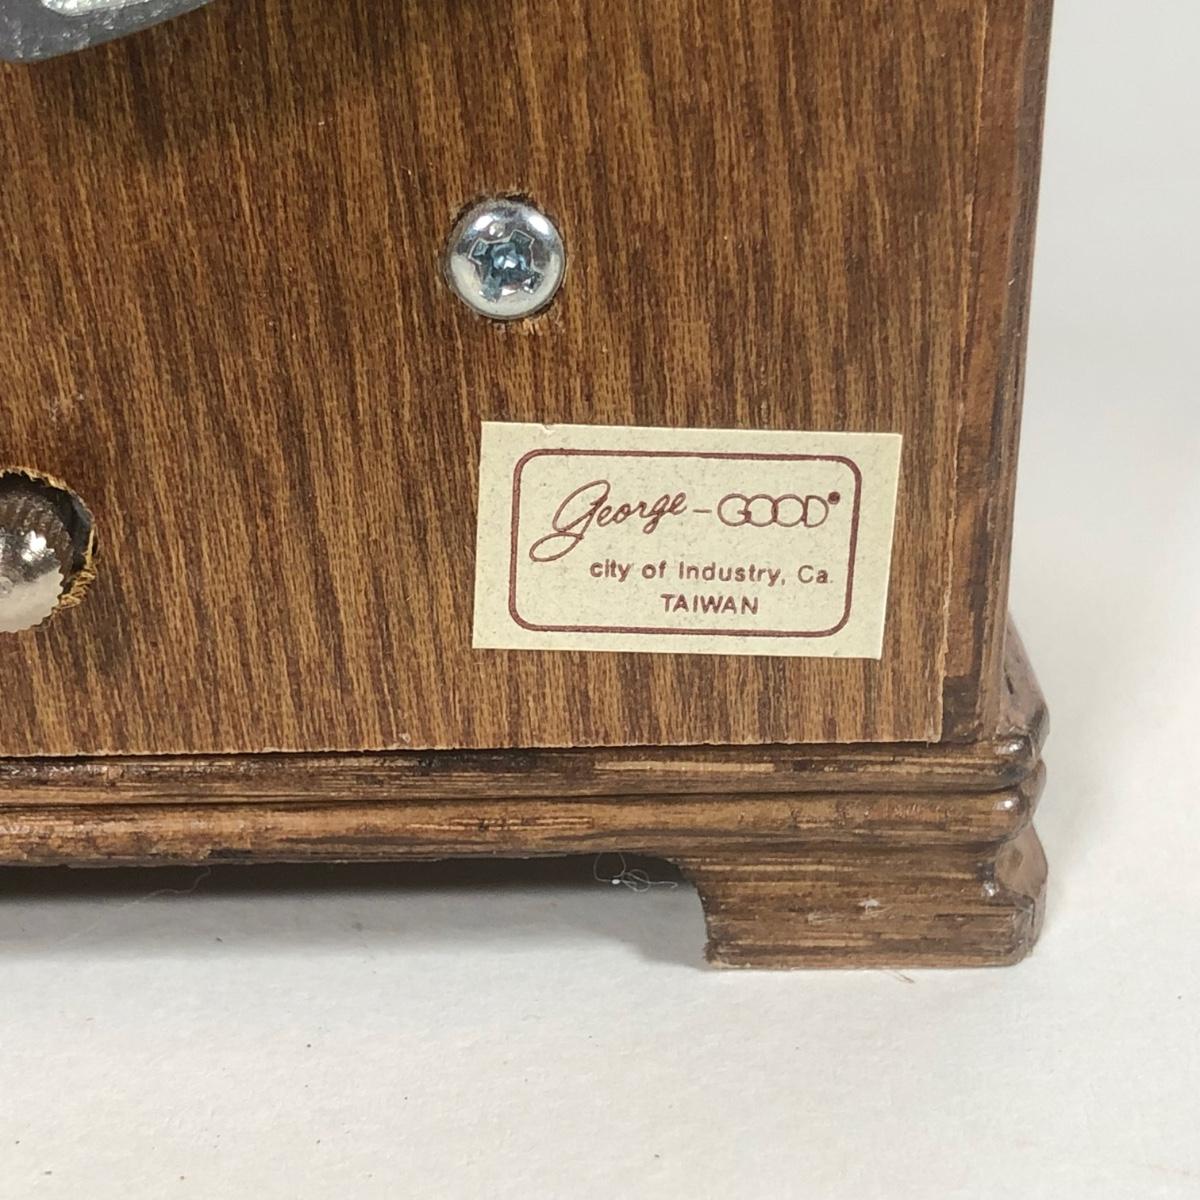 George-GOOD
city of Industry, Ca.
TAIWAN